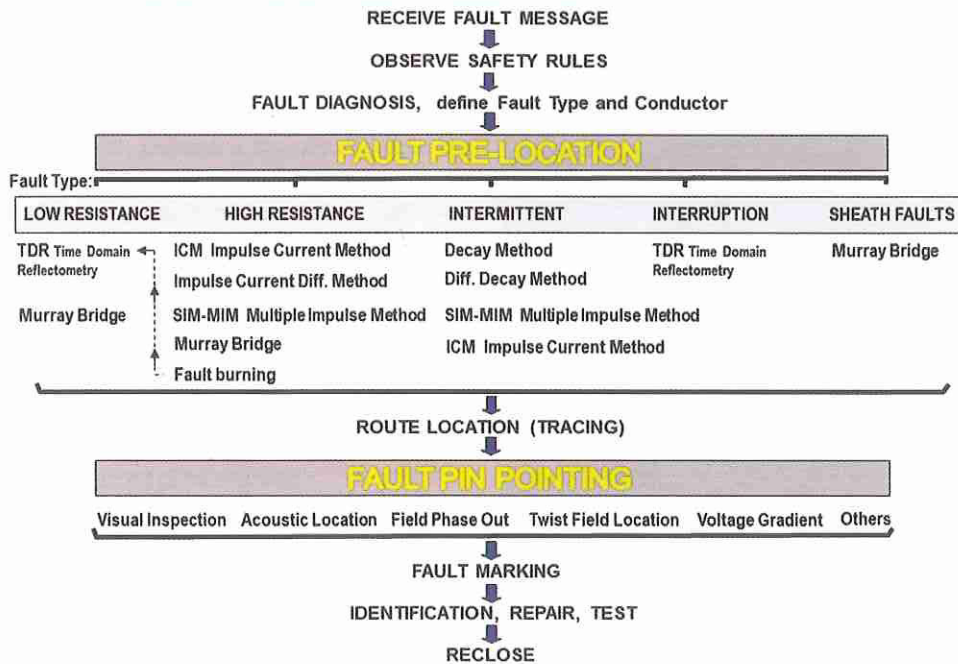 RECEIVE FAULT MESSAGE
OBSERVE SAFETY RULES
FAULT DIAGNOSIS, define Fault Type and Conductor
FAULT PRE-LOCATION
Fault Type:
LOW RESISTANCE HIGH RESISTANCE INTERMITTENT INTERRUPTION SHEATH FAULTS
TDR Time Domain Reflectometry
Murray Bridge
ICM Impulse Current Method
Impulse Current Diff. Method
SIM-MIM Multiple Impulse Method
Murray Bridge
Fault burning
Decay Method
Diff. Decay Method
SIM-MIM Multiple Impulse Method
ICM Impulse Current Method
TDR Time Domain
Reflectometry
Murray Bridge
ROUTE LOCATION (TRACING)
FAULT PIN POINTING
Visual Inspection Acoustic Location Field Phase Out Twist Field Location Voltage Gradient Others
FAULT MARKING
IDENTIFICATION, REPAIR, TEST
RECLOSE